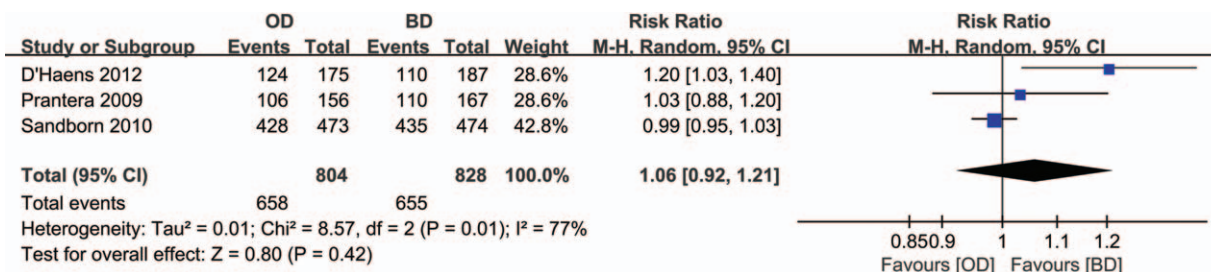 OD BD Risk Ratio Risk Ratio
Study or Subgroup Events Total Events Total Weight M-H. Random. 95% CI M-H. Random. 95% CI
D'Haens 2012 124 175 110 187 28.6% 1.20 [1.03, 1.40]
Prantera 2009 106 156 110 167 28.6% 1.03 [0.88, 1.20]
Sandborn 2010 428 473 435 474 42.8% 0.99 [0.95, 1.03]
Total (95% CI) 804 828 100.0% 1.06 [0.92, 1.21]
Total events 658 655
Heterogeneity: Tau² = 0.01; Chi² = 8.57, df = 2 (P = 0.01); I² = 77%
Test for overall effect: Z = 0.80 (P = 0.42)
0.85 0.9 1 1.1 1.2
Favours [OD] Favours [BD]